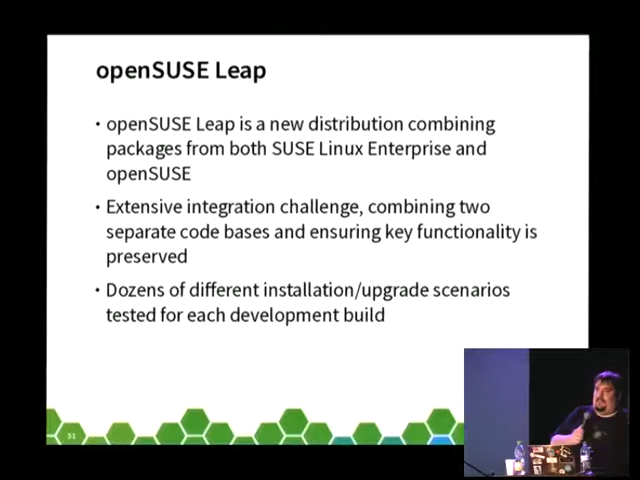 openSUSE Leap
• openSUSE Leap is a new distribution combining
packages from both SUSE Linux Enterprise and
openSUSE
• Extensive integration challenge, combining two
separate code bases and ensuring key functionality is
preserved
• Dozens of different installation/upgrade scenarios
tested for each development build
51